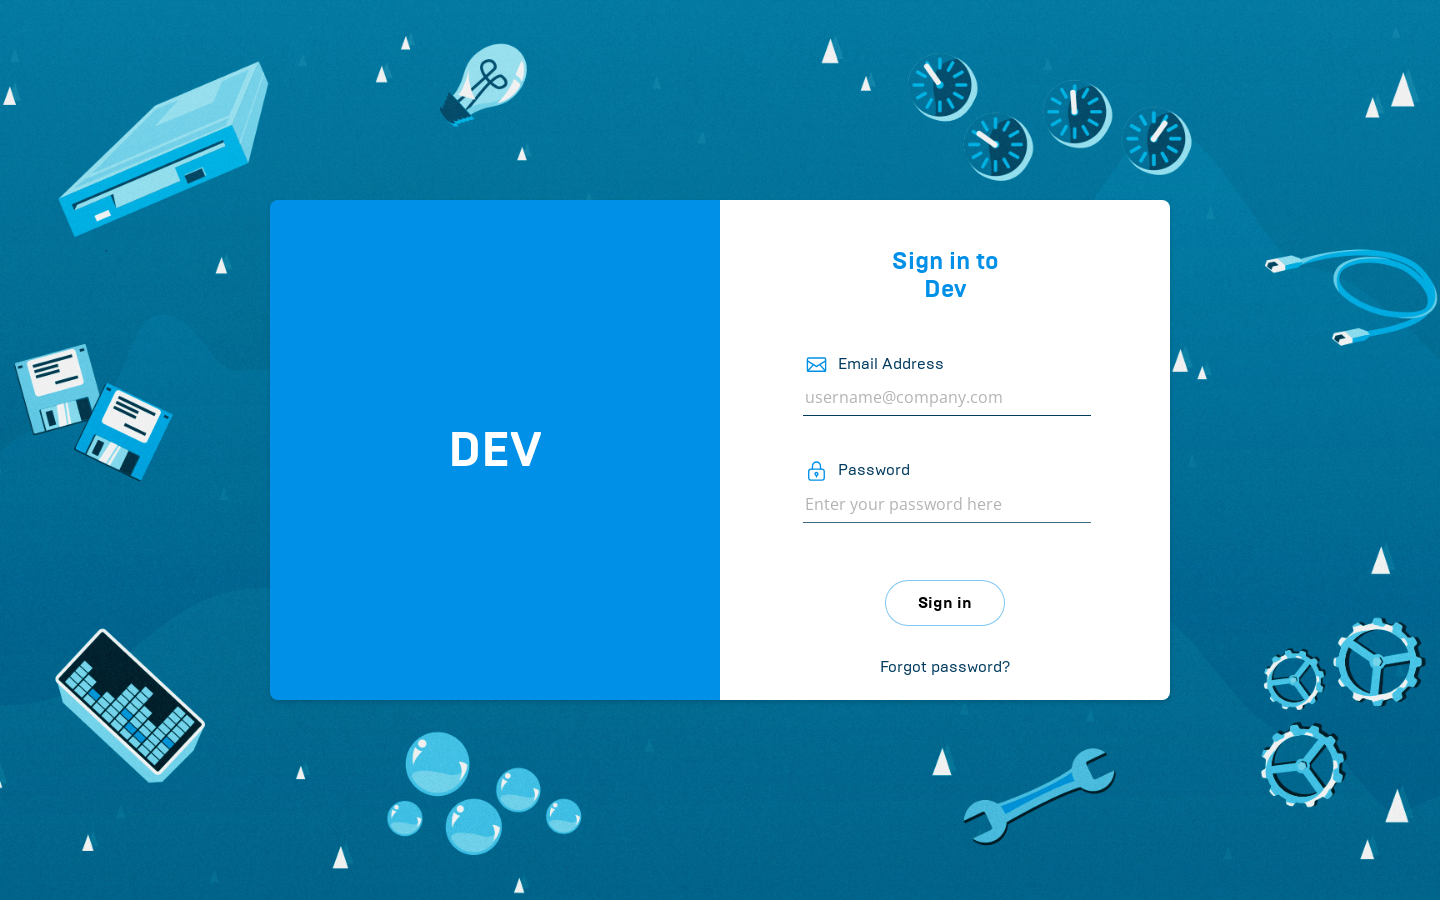 DEV
Sign in to
Dev
Email Address
username@company.com
Password
Enter your password here
Sign in
Forgot password?